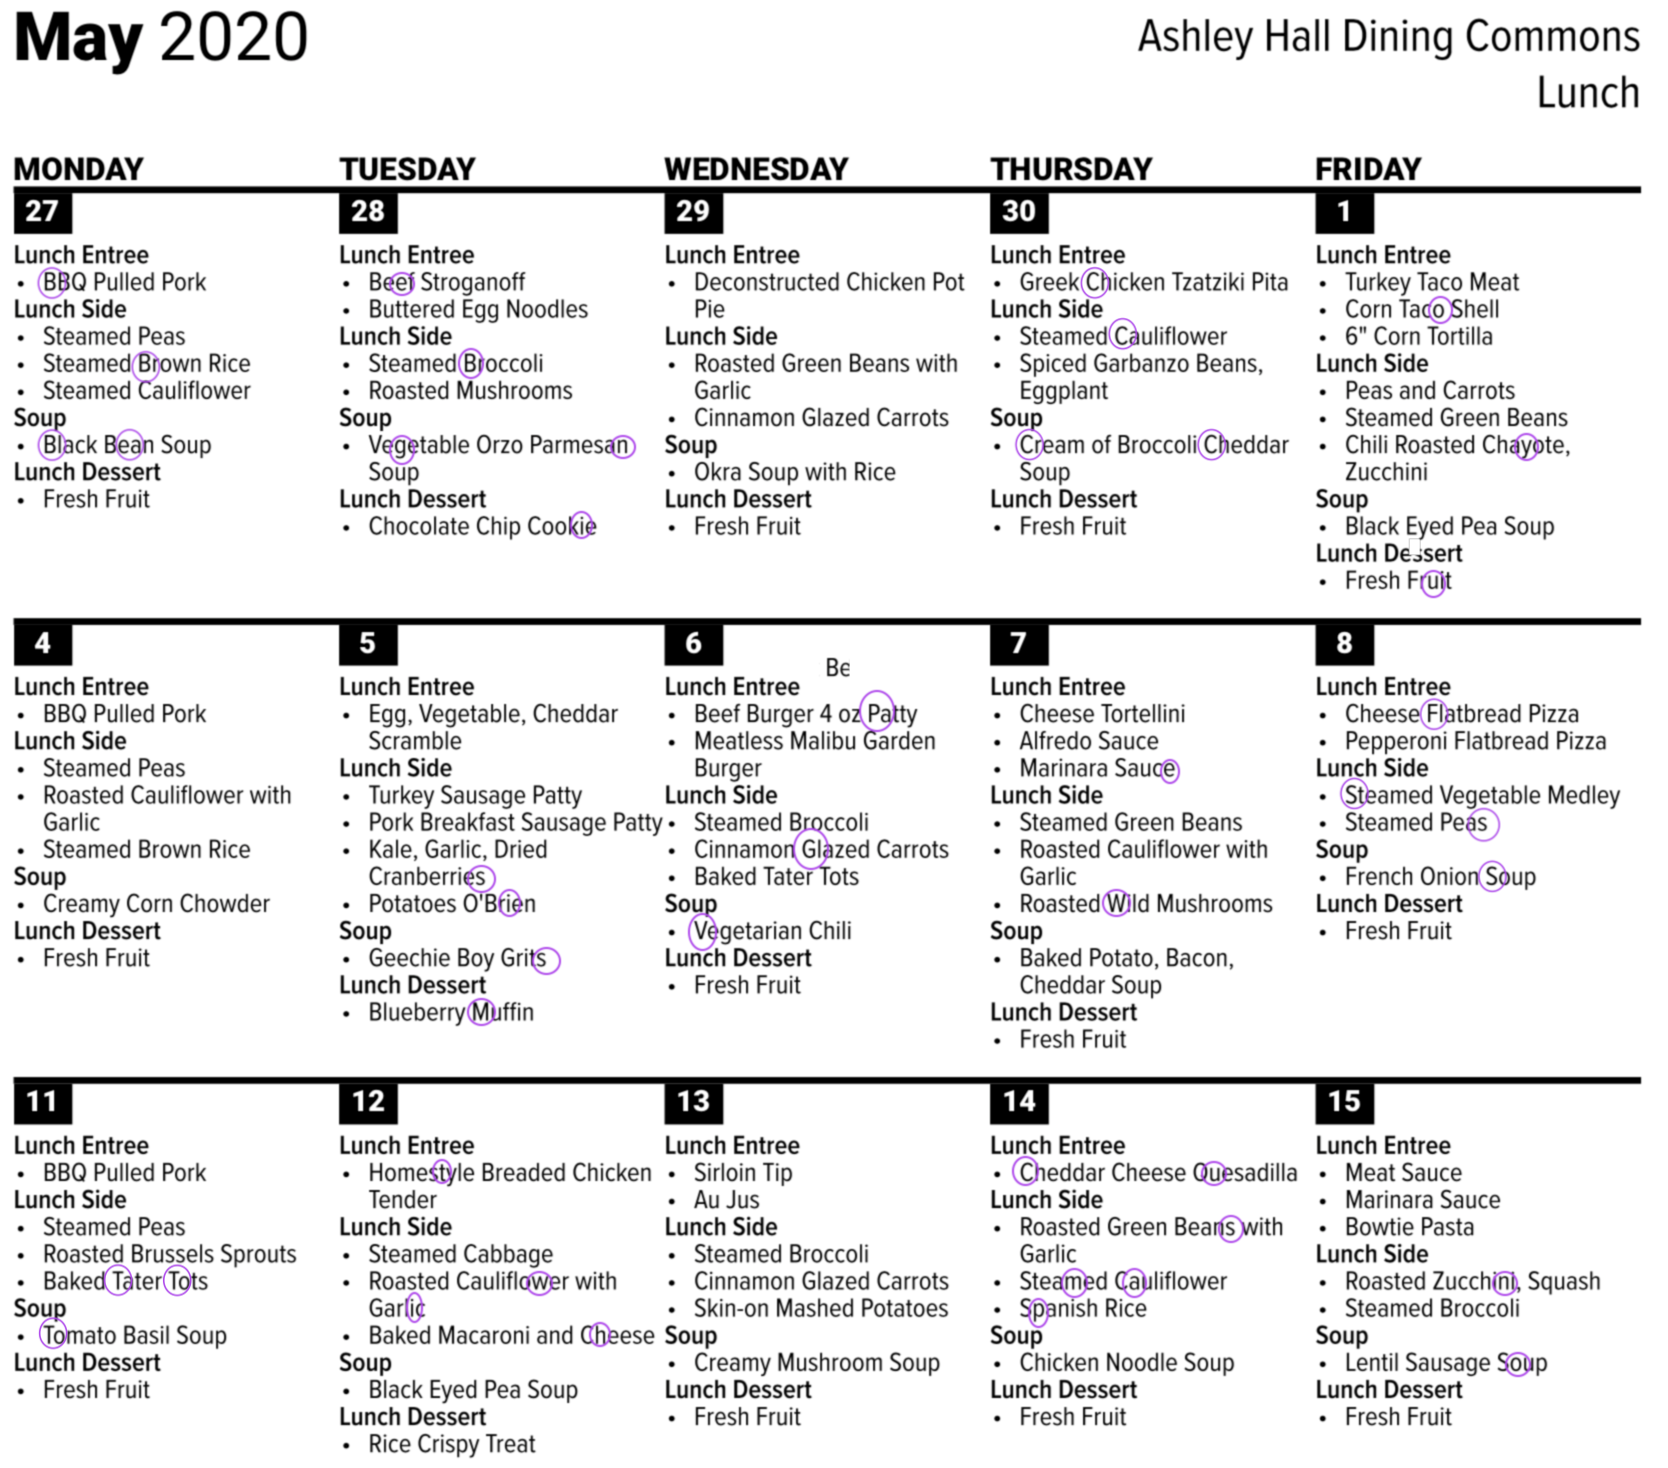 May 2020
Ashley Hall Dining Commons
Lunch
MONDAY
27
Lunch Entree
• BBQ Pulled Pork
Lunch Side
• Steamed Peas
• Steamed Brown Rice
• Steamed Cauliflower
Soup
• Black Bean Soup
Lunch Dessert
• Fresh Fruit
TUESDAY
28
Lunch Entree
• Beef Stroganoff
• Buttered Egg Noodles
Lunch Side
• Steamed Broccoli
• Roasted Mushrooms
Soup
• Vegetable Orzo Parmesan
Soup
Lunch Dessert
• Chocolate Chip Cookie
WEDNESDAY
29
Lunch Entree
• Deconstructed Chicken Pot
Pie
Lunch Side
• Roasted Green Beans with
Garlic
• Cinnamon Glazed Carrots
Soup
• Okra Soup with Rice
Lunch Dessert
• Fresh Fruit
THURSDAY
30
Lunch Entree
• Greek Chicken Tzatziki Pita
Lunch Side
• Steamed Cauliflower
• Spiced Garbanzo Beans,
Eggplant
Soup
• Cream of Broccoli Cheddar
Soup
Lunch Dessert
• Fresh Fruit
FRIDAY
1
Lunch Entree
• Turkey Taco Meat
• Corn Taco Shell
• 6" Corn Tortilla
Lunch Side
• Peas and Carrots
• Steamed Green Beans
• Chili Roasted Chayote,
Zucchini
Soup
• Black Eyed Pea Soup
Lunch Dessert
• Fresh Fruit
4
Lunch Entree
• BBQ Pulled Pork
Lunch Side
• Steamed Peas
• Roasted Cauliflower with
Garlic
• Steamed Brown Rice
Soup
• Creamy Corn Chowder
Lunch Dessert
• Fresh Fruit
5
Lunch Entree
• Egg, Vegetable, Cheddar
Scramble
Lunch Side
• Turkey Sausage Patty
• Pork Breakfast Sausage Patty
• Kale, Garlic, Dried
Cranberries
• Potatoes O'Brien
Soup
• Geechie Boy Grits
Lunch Dessert
• Blueberry Muffin
6
Be
Lunch Entree
• Beef Burger 4 oz Patty
• Meatless Malibu Garden
Burger
Lunch Side
• Steamed Broccoli
• Cinnamon Glazed Carrots
• Baked Tater Tots
Soup
• Vegetarian Chili
Lunch Dessert
• Fresh Fruit
7
Lunch Entree
• Cheese Tortellini
• Alfredo Sauce
• Marinara Sauce
Lunch Side
• Steamed Green Beans
• Roasted Cauliflower with
Garlic
• Roasted Wild Mushrooms
Soup
• Baked Potato, Bacon,
Cheddar Soup
Lunch Dessert
• Fresh Fruit
8
Lunch Entree
• Cheese Flatbread Pizza
• Pepperoni Flatbread Pizza
Lunch Side
• Steamed Vegetable Medley
• Steamed Peas
Soup
• French Onion Soup
Lunch Dessert
• Fresh Fruit
11
Lunch Entree
• BBQ Pulled Pork
Lunch Side
• Steamed Peas
• Roasted Brussels Sprouts
• Baked Tater Tots
Soup
• Tomato Basil Soup
Lunch Dessert
• Fresh Fruit
12
Lunch Entree
• Homestyle Breaded Chicken
Tender
Lunch Side
• Steamed Cabbage
• Roasted Cauliflower with
Garlic
• Baked Macaroni and Cheese
Soup
• Black Eyed Pea Soup
Lunch Dessert
• Rice Crispy Treat
13
Lunch Entree
• Sirloin Tip
• Au Jus
Lunch Side
• Steamed Broccoli
• Cinnamon Glazed Carrots
• Skin-on Mashed Potatoes
Soup
• Creamy Mushroom Soup
Lunch Dessert
• Fresh Fruit
14
Lunch Entree
• Cheddar Cheese Quesadilla
Lunch Side
• Roasted Green Beans with
Garlic
• Steamed Cauliflower
• Spanish Rice
Soup
• Chicken Noodle Soup
Lunch Dessert
• Fresh Fruit
15
Lunch Entree
• Meat Sauce
• Marinara Sauce
• Bowtie Pasta
Lunch Side
• Roasted Zucchini, Squash
• Steamed Broccoli
Soup
• Lentil Sausage Soup
Lunch Dessert
• Fresh Fruit